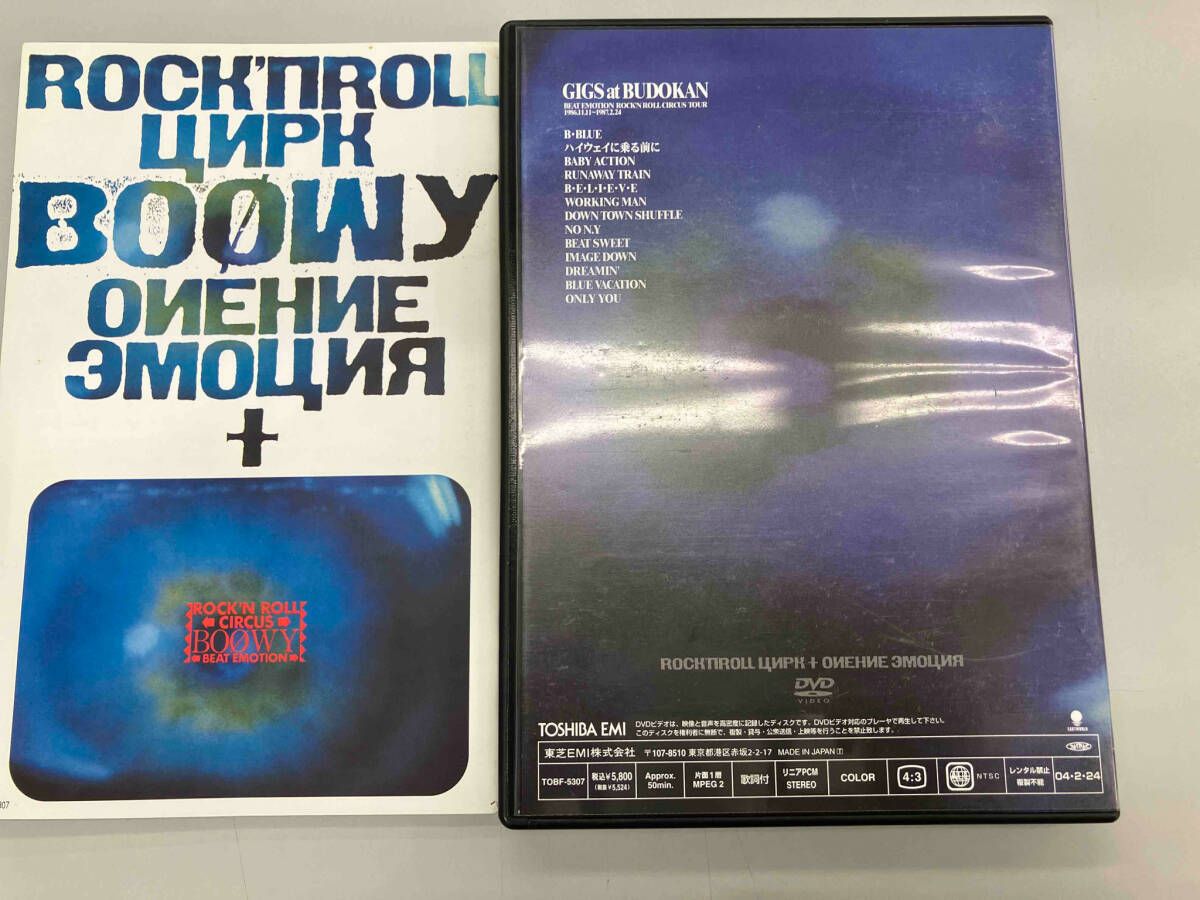 ROCK'ПROLL
ЦИРК
BOØWY
ОИЕНИЕ
ЭМОЦИЯ
+
ROCK'N ROLL
CIRCUS
BOØWY
BEAT EMOTION
307
GIGS at BUDOKAN
BEAT EMOTION ROCK'N ROLL CIRCUS TOUR
1986.11.11~1987.2.24
B・BLUE
ハイウェイに乗る前に
BABY ACTION
RUNAWAY TRAIN
B・E・L・I・E・V・E
WORKING MAN
DOWN TOWN SHUFFLE
NO N.Y
BEAT SWEET
IMAGE DOWN
DREAMIN'
BLUE VACATION
ONLY YOU
ROCK'ПROLL ЦИРК + ОИЕНИЕ ЭМОЦИЯ
DVD
VIDEO
TOSHIBA EMI
DVDビデオは、映像と音声を高密度に記録したディスクです。DVDビデオ対応のプレーヤで再生して下さい。
このディスクを権利者に無断で、複製・貸与・公衆送信・上映等を行うことを禁止致します。
EASTWORLD
東芝EMI株式会社 〒107-8510 東京都港区赤坂2-2-17 MADE IN JAPAN T
TOBF-5307 税込¥5,800 (税抜¥5,524) Approx. 50min. 片面1層 MPEG 2 歌詞付 リニアPCM STEREO COLOR 4:3 NTSC レンタル禁止 複製不能 04・2・24